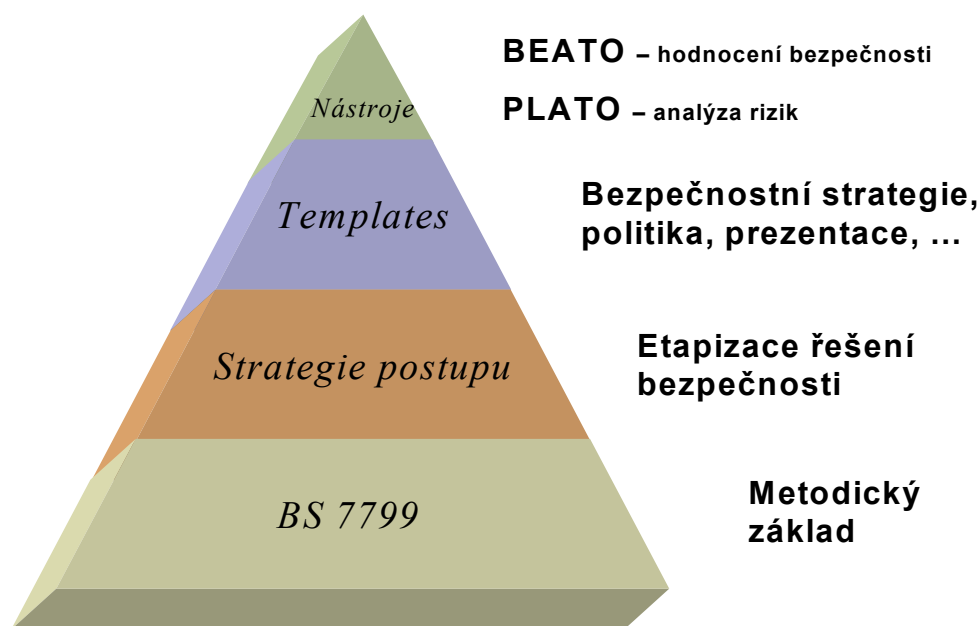 BEATO – hodnocení bezpečnosti
Nástroje
PLATO – analýza rizik
Templates
Bezpečnostní strategie,
politika, prezentace, ...
Strategie postupu
Etapizace řešení
bezpečnosti
BS 7799
Metodický
základ